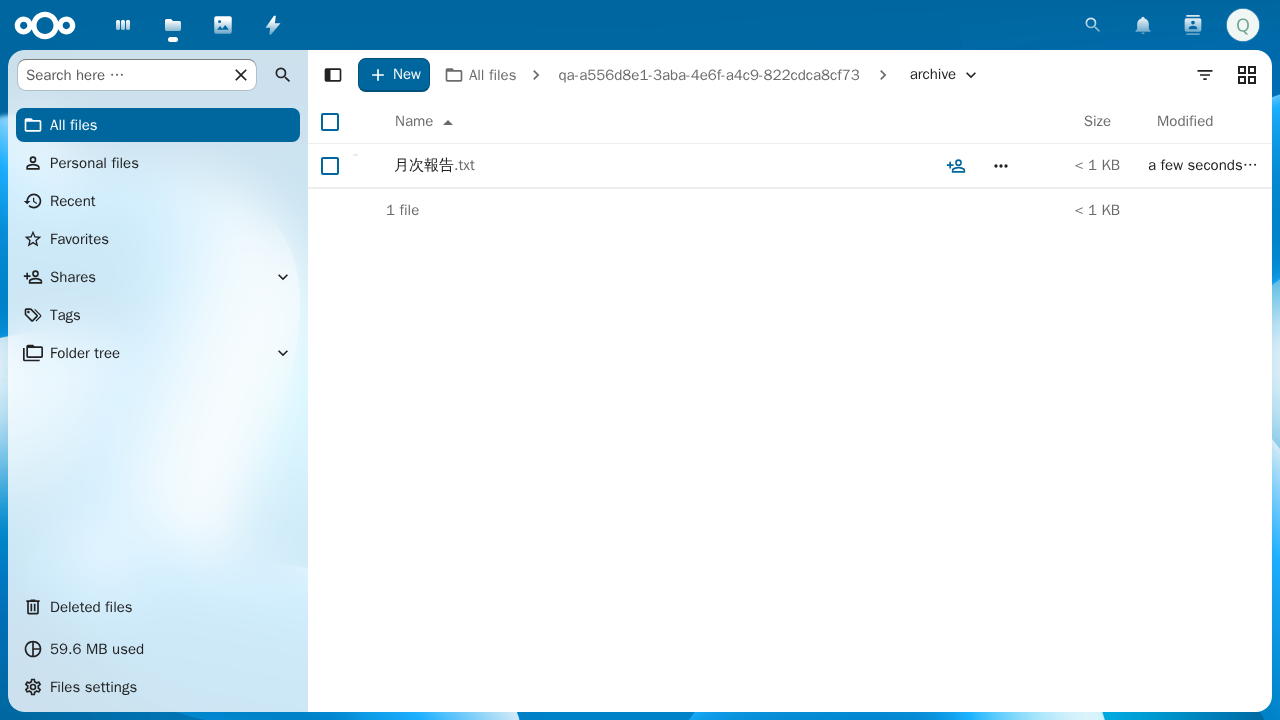 Q
Search here …
New
All files
qa-a556d8e1-3aba-4e6f-a4c9-822cdca8cf73
archive
All files
Personal files
Recent
Favorites
Shares
Tags
Folder tree
Deleted files
59.6 MB used
Files settings
Name
Size
Modified
月次報告.txt
< 1 KB
a few seconds…
1 file
< 1 KB